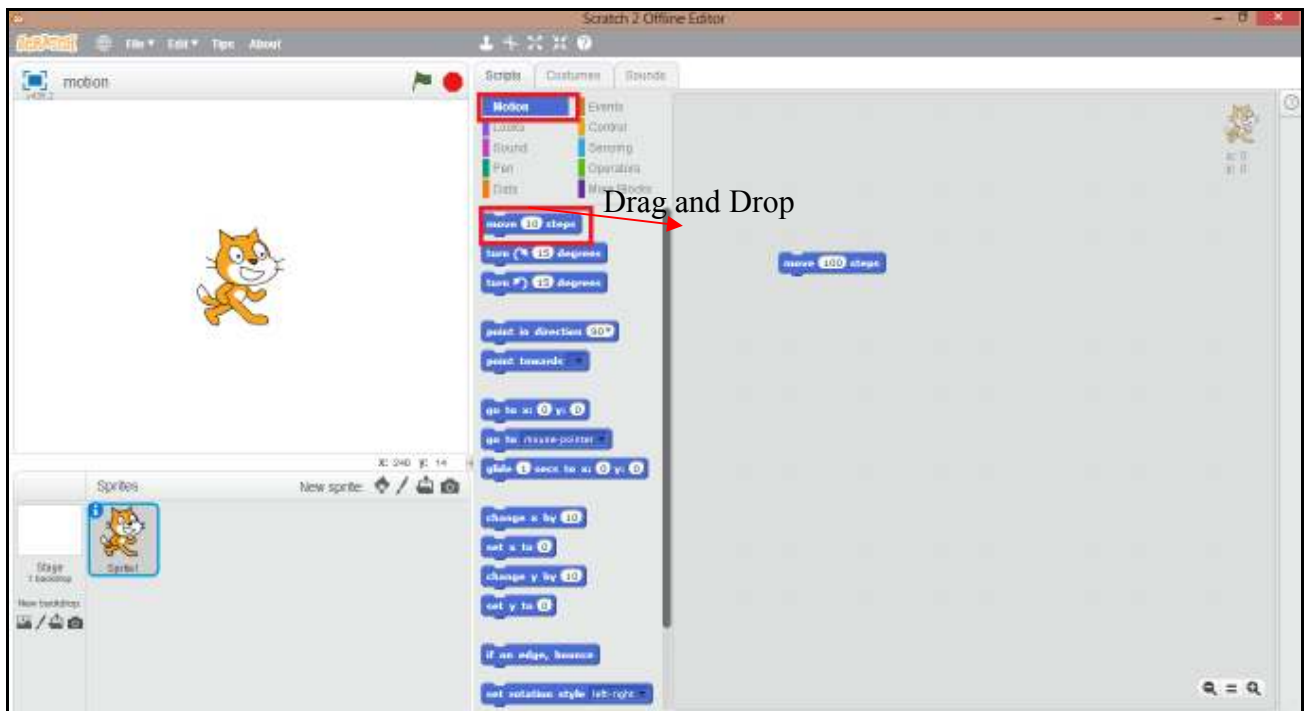 Scratch 2 Offline Editor
SCRATCH File Edit Tips About
motion
v439.2
Scripts Costumes Sounds
Motion Events
Looks Control
Sound Sensing
Pen Operators
Data More Blocks
Drag and Drop
move 10 steps
turn 15 degrees
turn 15 degrees
point in direction 90
point towards
go to x: 0 y: 0
go to mouse-pointer
glide 1 secs to x: 0 y: 0
change x by 10
set x to 0
change y by 10
set y to 0
if on edge, bounce
set rotation style left-right
move 100 steps
x: 0
y: 0
X: 240 Y: 14
Sprites New sprite:
Stage
1 backdrop
Sprite1
New backdrop: